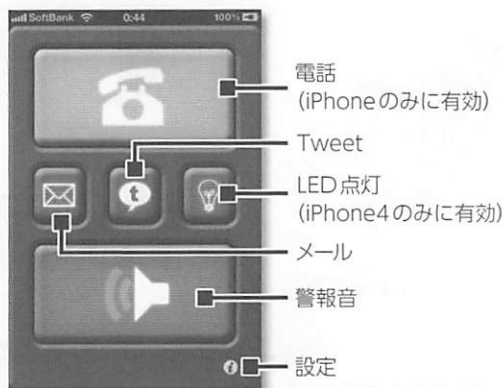 SoftBank 0:44 100%
電話
(iPhoneのみに有効)
Tweet
LED点灯
(iPhone4のみに有効)
メール
警報音
設定